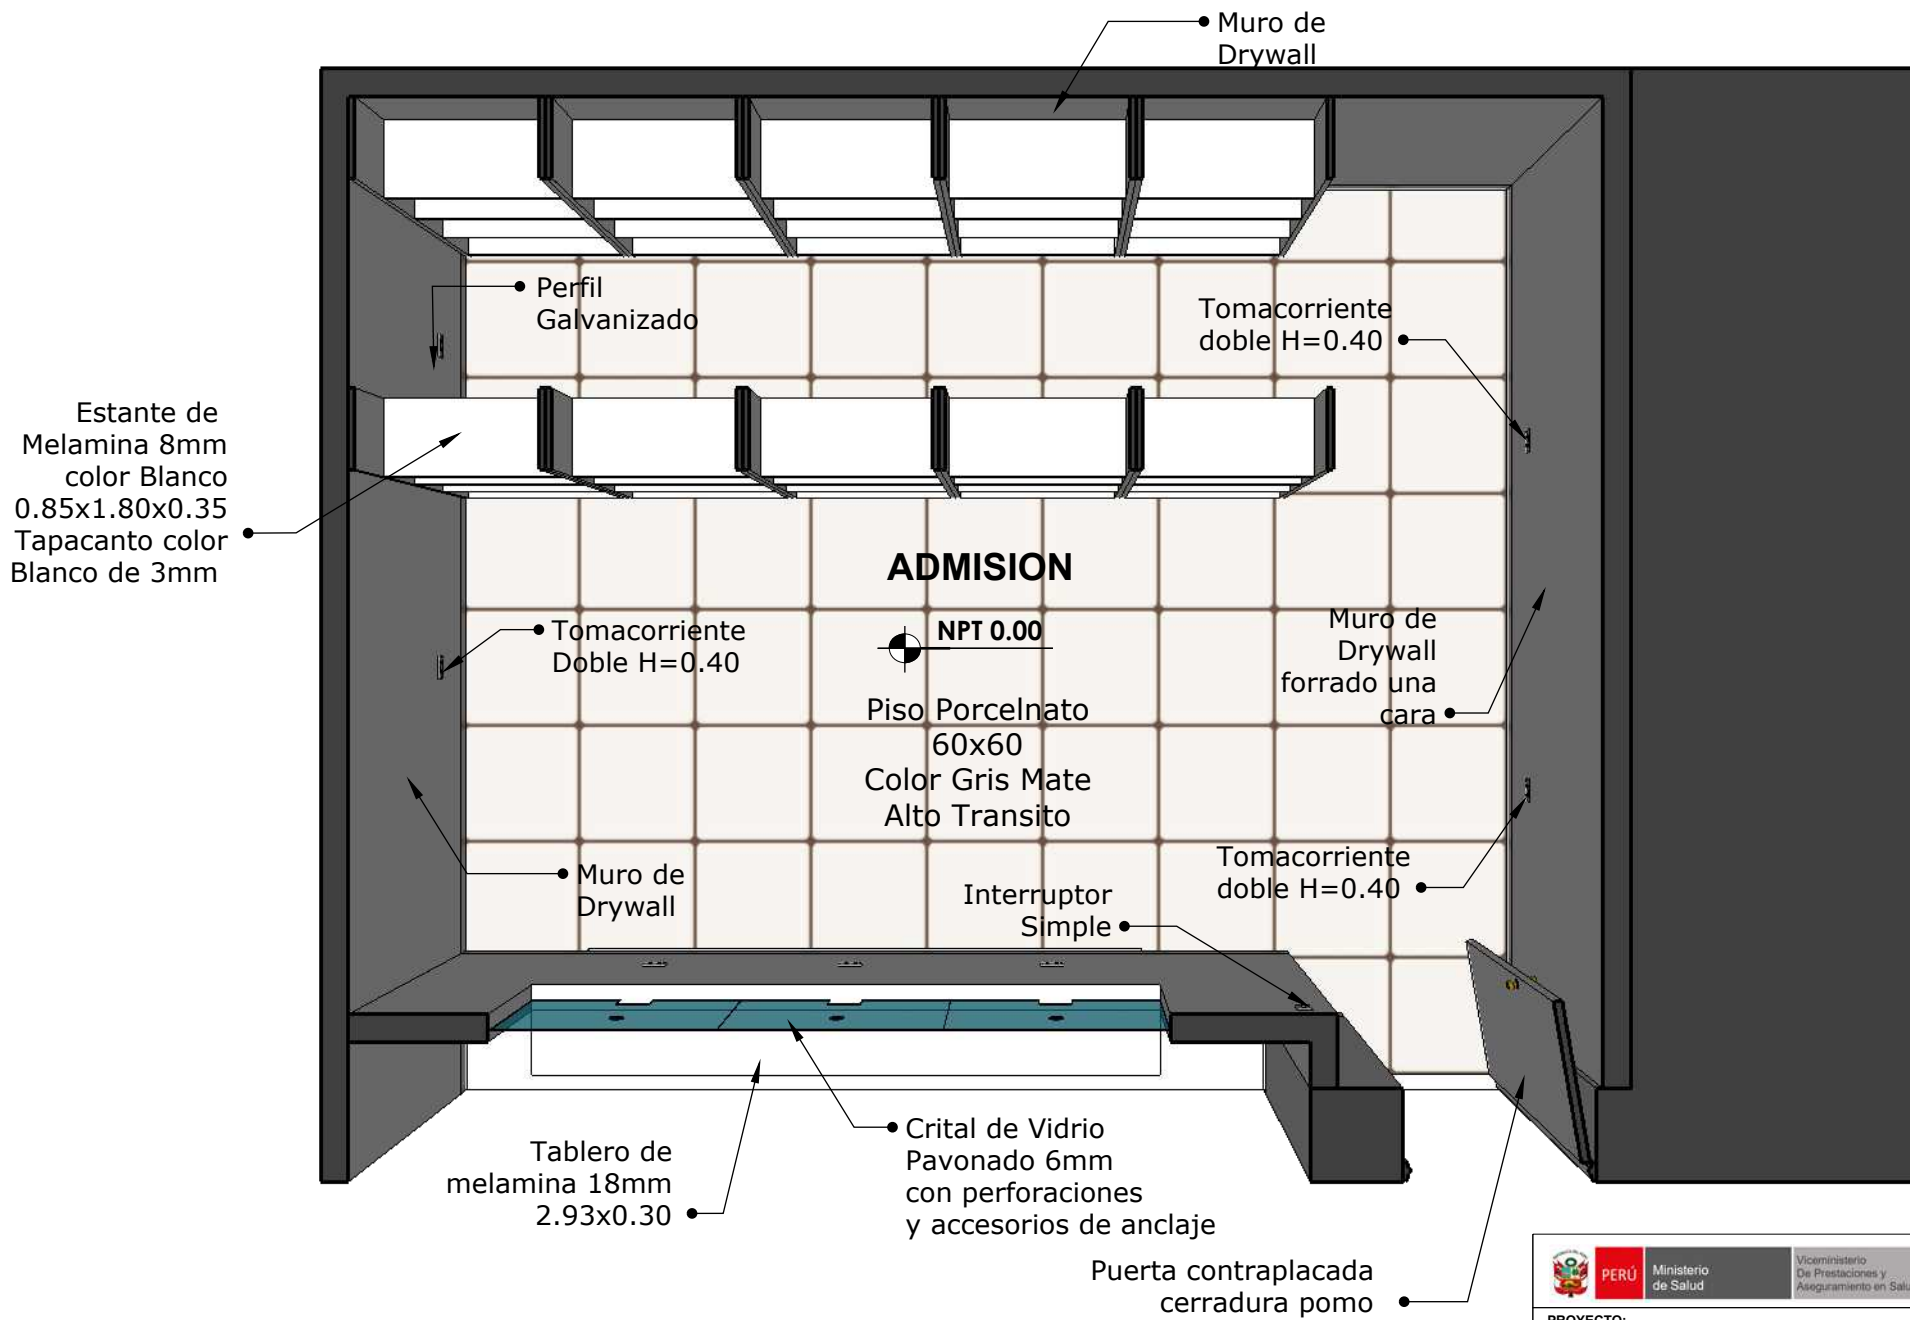 Muro de
Drywall
Perfil
Galvanizado
Tomacorriente
doble H=0.40
Estante de
Melamina 8mm
color Blanco
0.85x1.80x0.35
Tapacanto color
Blanco de 3mm
ADMISION
NPT 0.00
Tomacorriente
Doble H=0.40
Muro de
Drywall
forrado una
cara
Piso Porcelnato
60x60
Color Gris Mate
Alto Transito
Tomacorriente
doble H=0.40
Muro de
Drywall
Interruptor
Simple
Tablero de
melamina 18mm
2.93x0.30
Crital de Vidrio
Pavonado 6mm
con perforaciones
y accesorios de anclaje
Puerta contraplacada
cerradura pomo
PERÚ
Ministerio
de Salud
Viceministerio
De Prestaciones y
Aseguramiento en Salu
PROYECTO: